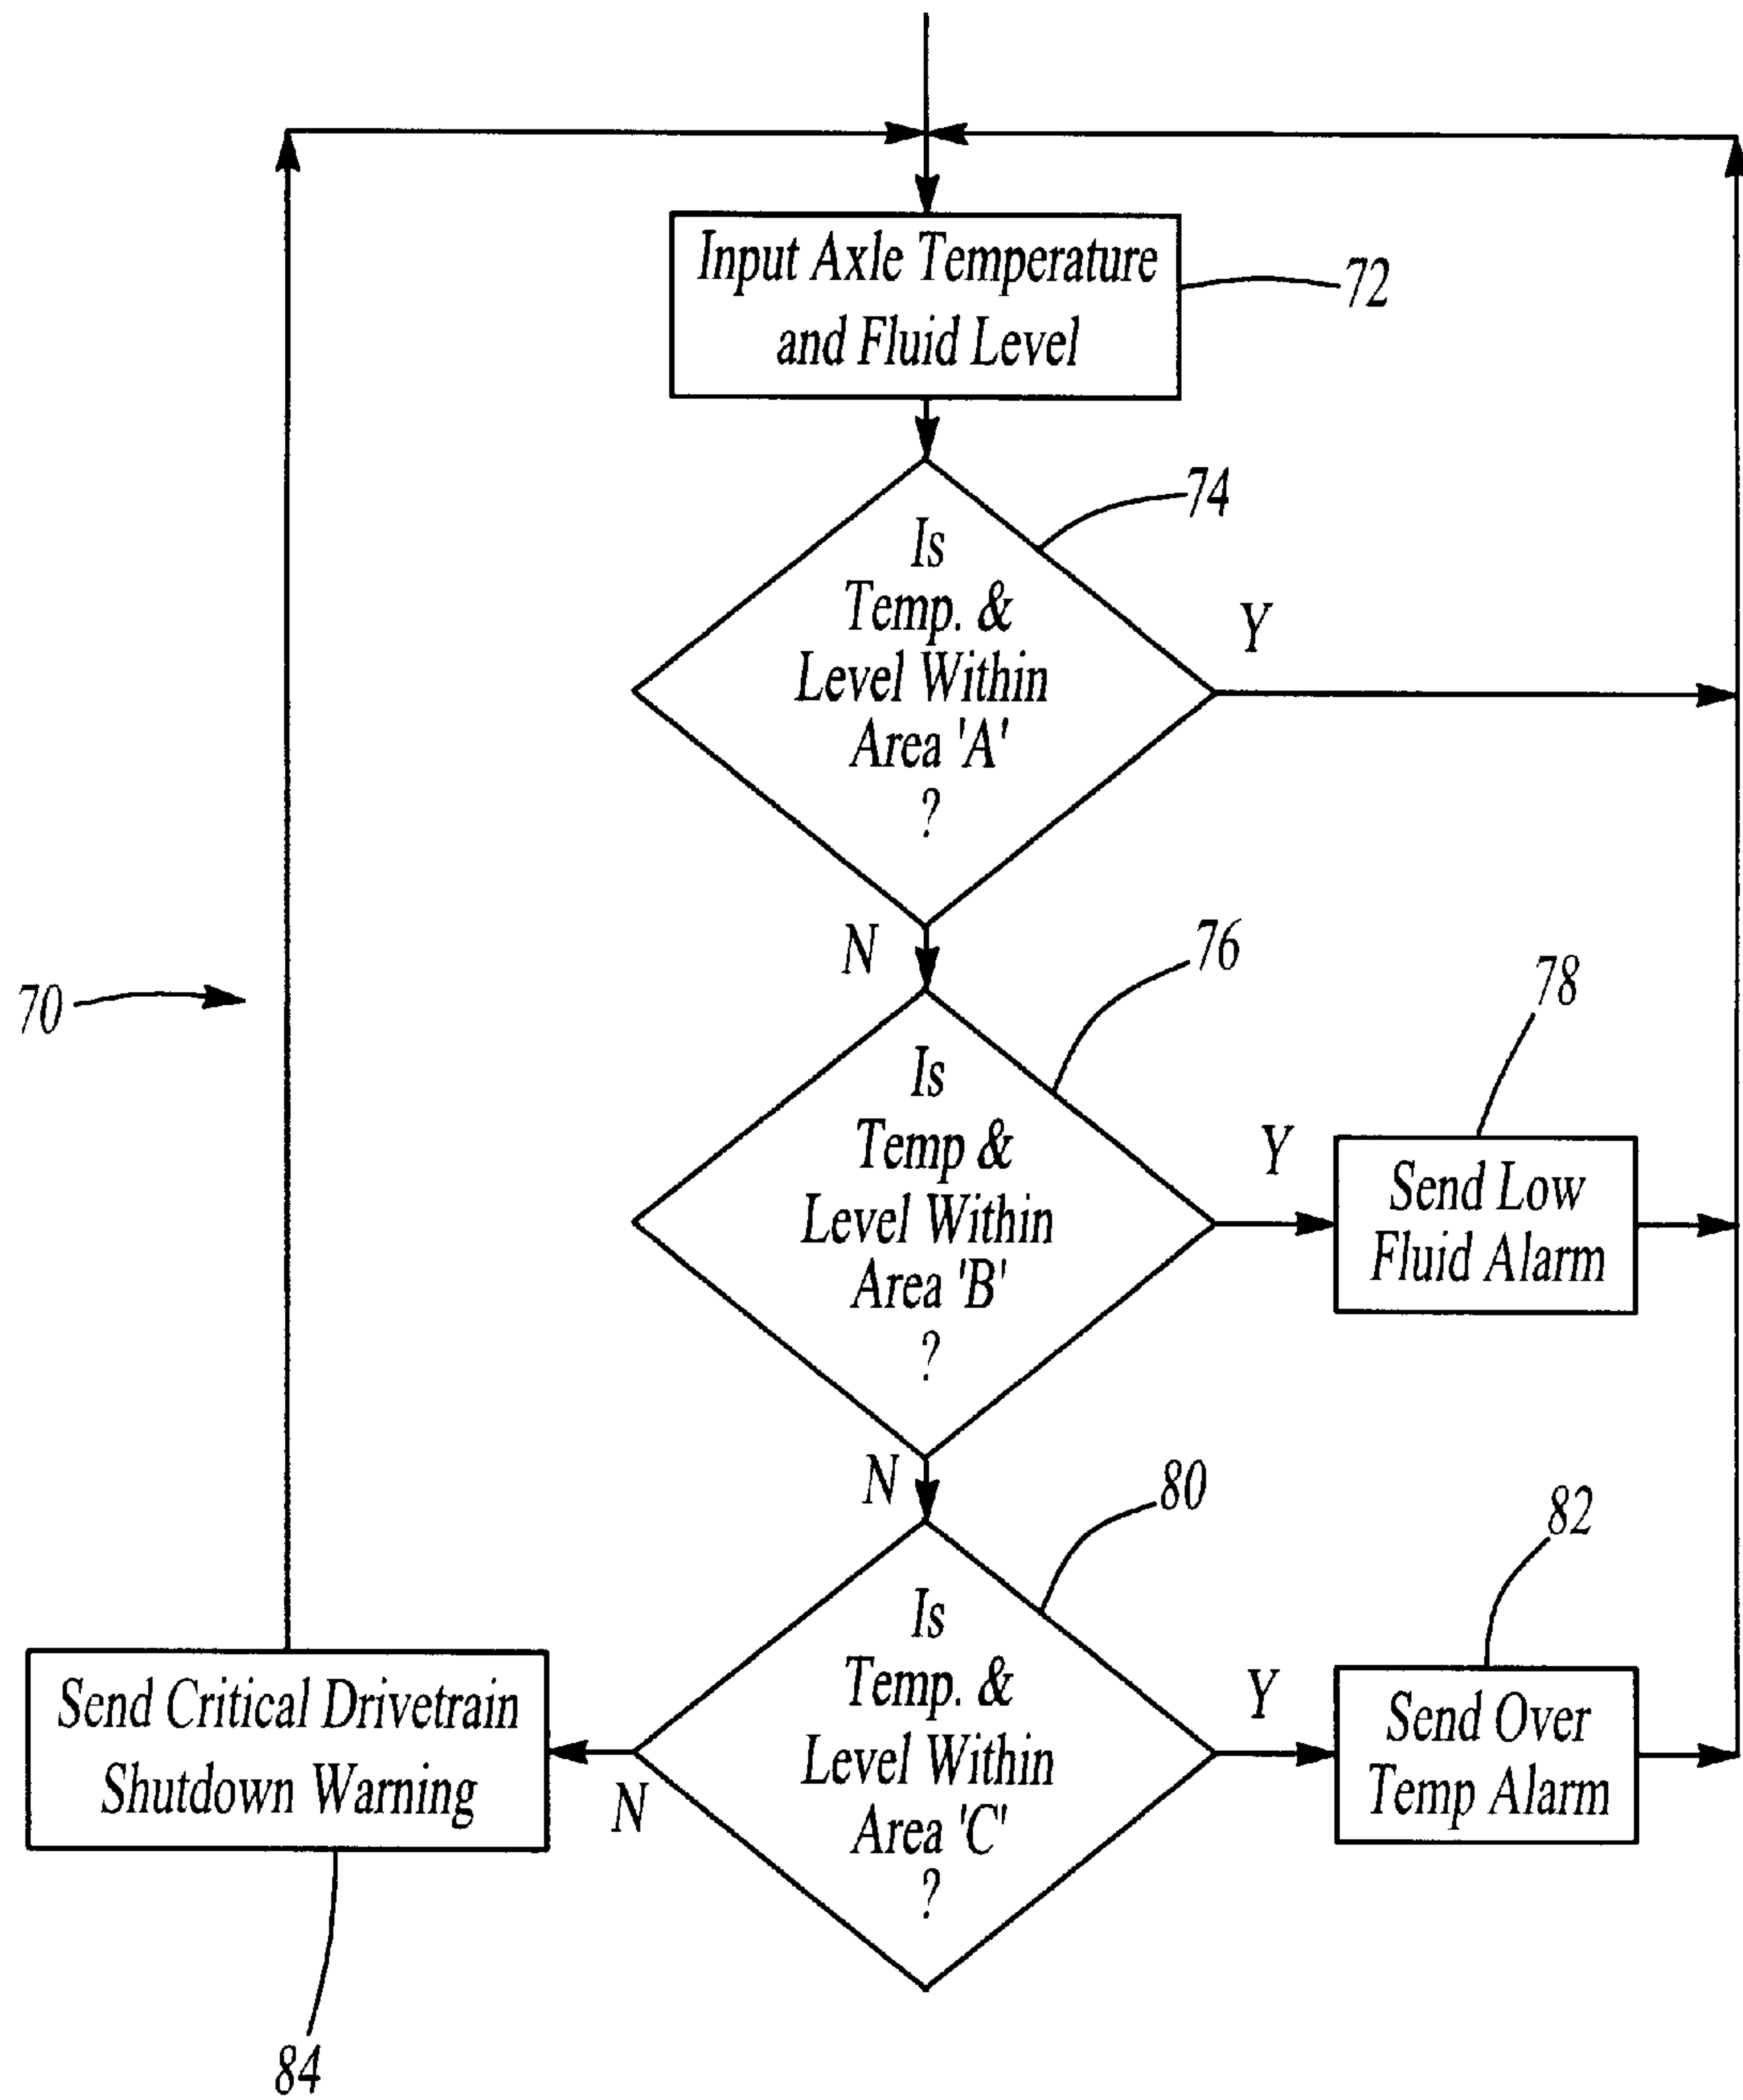 Input Axle Temperature
and Fluid Level
72
Is
Temp. &
Level Within
Area 'A'
?
74
Y
N
70
Is
Temp &
Level Within
Area 'B'
?
76
Y
Send Low
Fluid Alarm
78
N
Is
Temp. &
Level Within
Area 'C'
?
80
Y
Send Over
Temp Alarm
82
N
Send Critical Drivetrain
Shutdown Warning
84